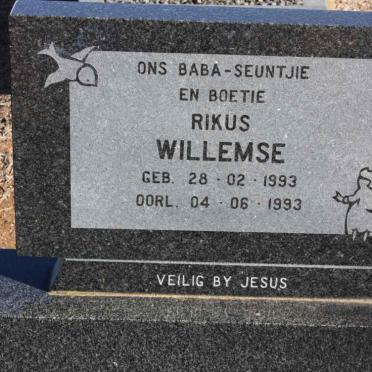 ONS BABA-SEUNTJIE
EN BOETIE
RIKUS
WILLEMSE
GEB. 28 · 02 · 1993
OORL. 04 · 06 · 1993
VEILIG BY JESUS